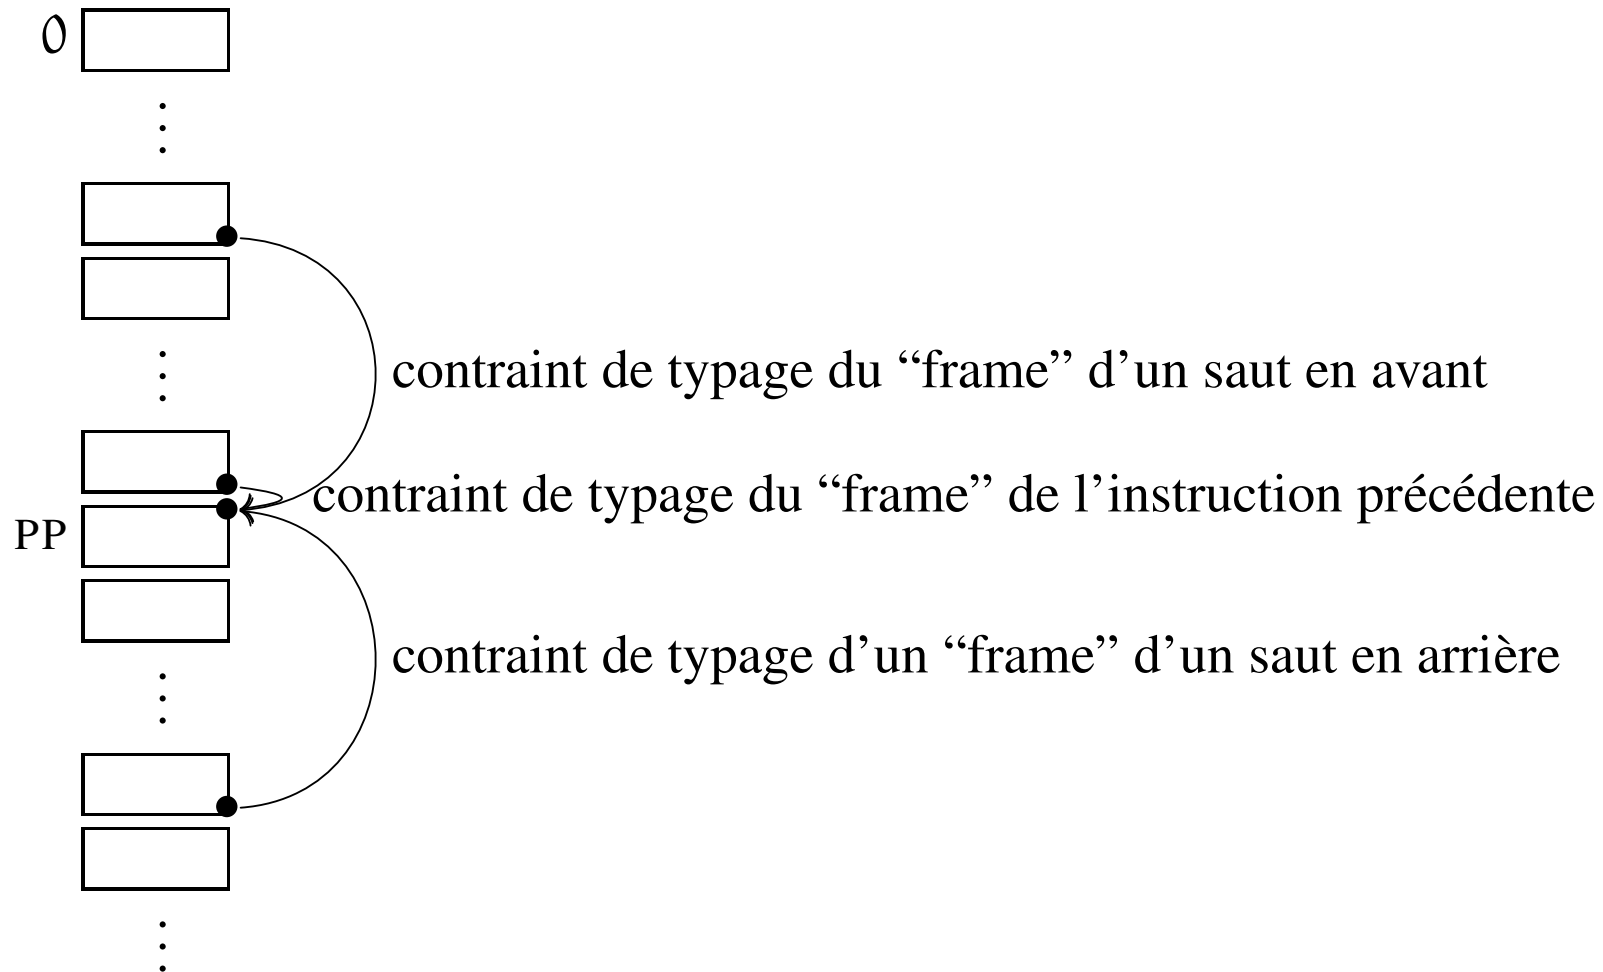 0
contraint de typage du “frame” d’un saut en avant
contraint de typage du “frame” de l’instruction précédente
PP
contraint de typage d’un “frame” d’un saut en arrière